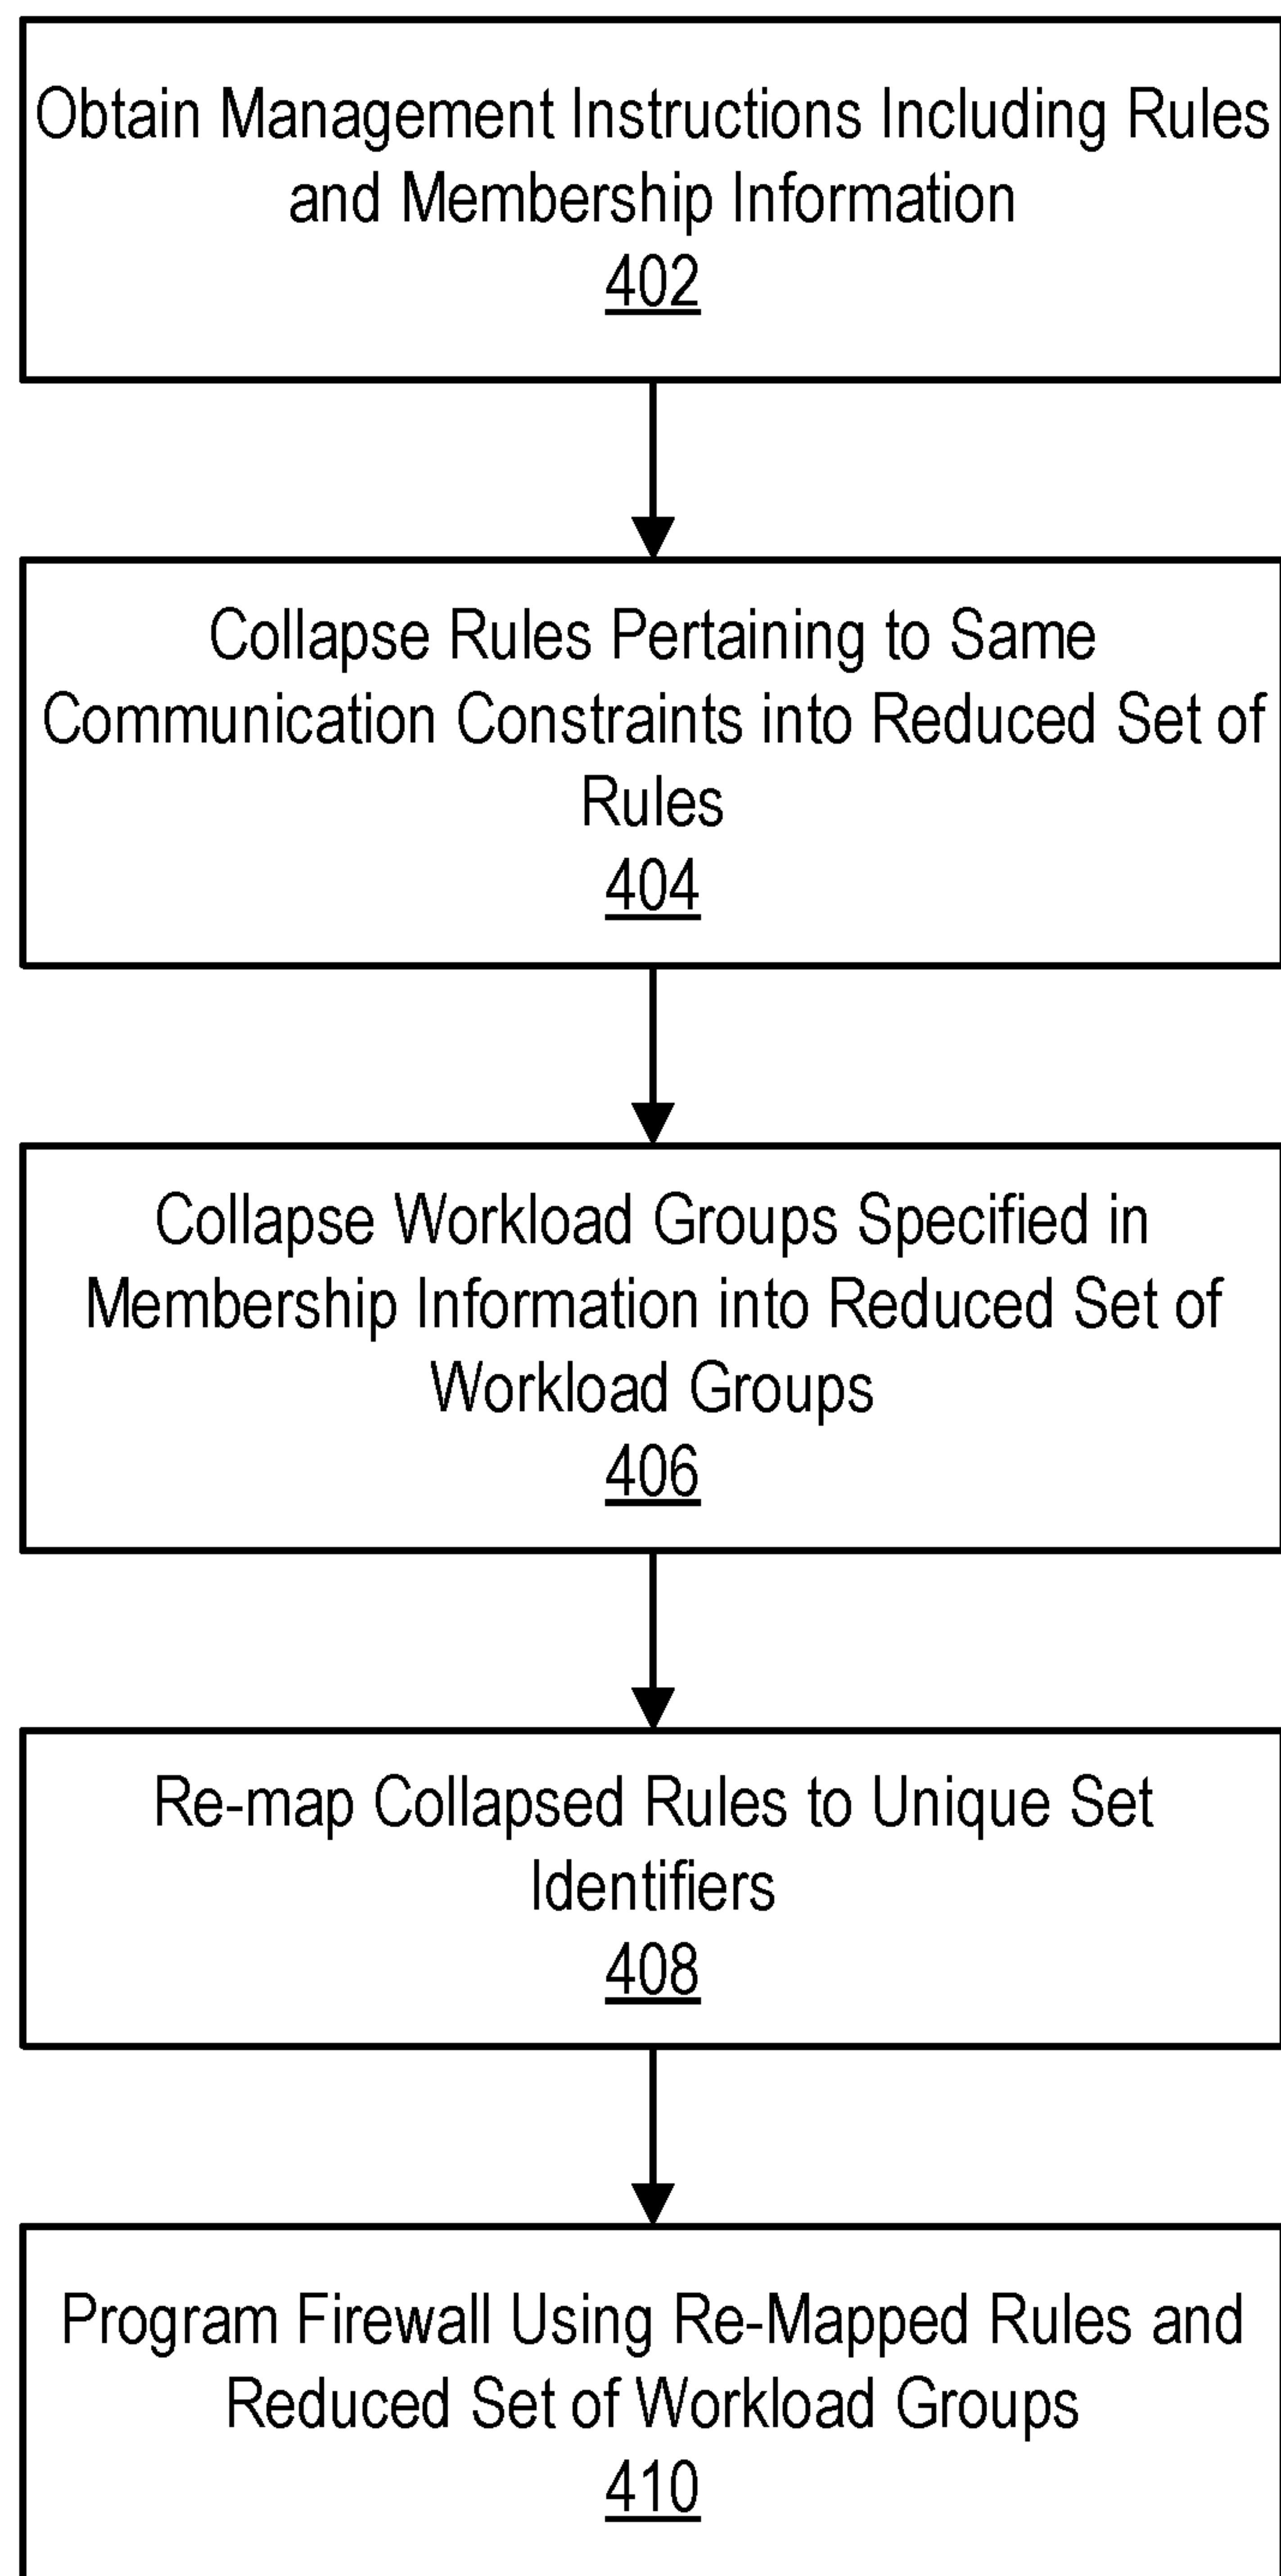 Obtain Management Instructions Including Rules
and Membership Information
402
Collapse Rules Pertaining to Same
Communication Constraints into Reduced Set of
Rules
404
Collapse Workload Groups Specified in
Membership Information into Reduced Set of
Workload Groups
406
Re-map Collapsed Rules to Unique Set
Identifiers
408
Program Firewall Using Re-Mapped Rules and
Reduced Set of Workload Groups
410